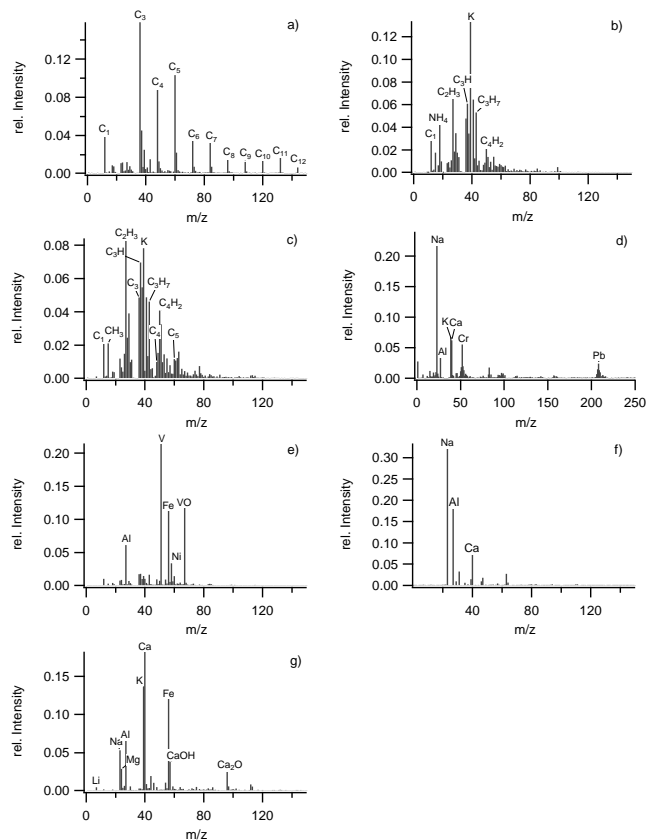 a)
rel. Intensity
0.12
0.08
0.04
0.00
C1
C3
C4
C5
C6
C7
C8
C9
C10
C11
C12
0 40 80 120
m/z
b)
rel. Intensity
0.12
0.10
0.08
0.06
0.04
0.02
0.00
K
C3H
C2H3
C3H7
NH4
C1
C4H2
0 40 80 120
m/z
c)
rel. Intensity
0.08
0.06
0.04
0.02
0.00
C2H3
K
C3H
C3
C3H7
C4H2
C1
CH3
C4
C5
0 40 80 120
m/z
d)
rel. Intensity
0.20
0.15
0.10
0.05
0.00
Na
K
Ca
Al
Cr
Pb
0 50 100 150 200 250
m/z
e)
rel. Intensity
0.20
0.15
0.10
0.05
0.00
V
Fe
VO
Al
Ni
0 40 80 120
m/z
f)
rel. Intensity
0.30
0.25
0.20
0.15
0.10
0.05
0.00
Na
Al
Ca
0 40 80 120
m/z
g)
rel. Intensity
0.15
0.10
0.05
0.00
Ca
K
Fe
Na
Al
Mg
CaOH
Ca2O
Li
0 40 80 120
m/z